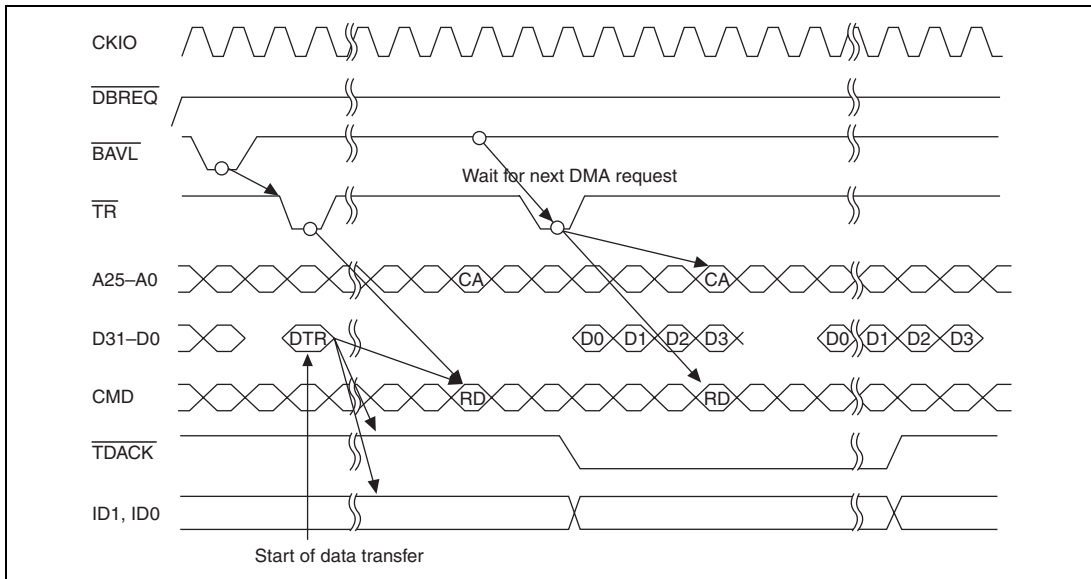 CKIO
DBREQ
BAVL
Wait for next DMA request
TR
A25–A0 CA CA
D31–D0 DTR D0 D1 D2 D3 D0 D1 D2 D3
CMD RD RD
TDACK
ID1, ID0
Start of data transfer